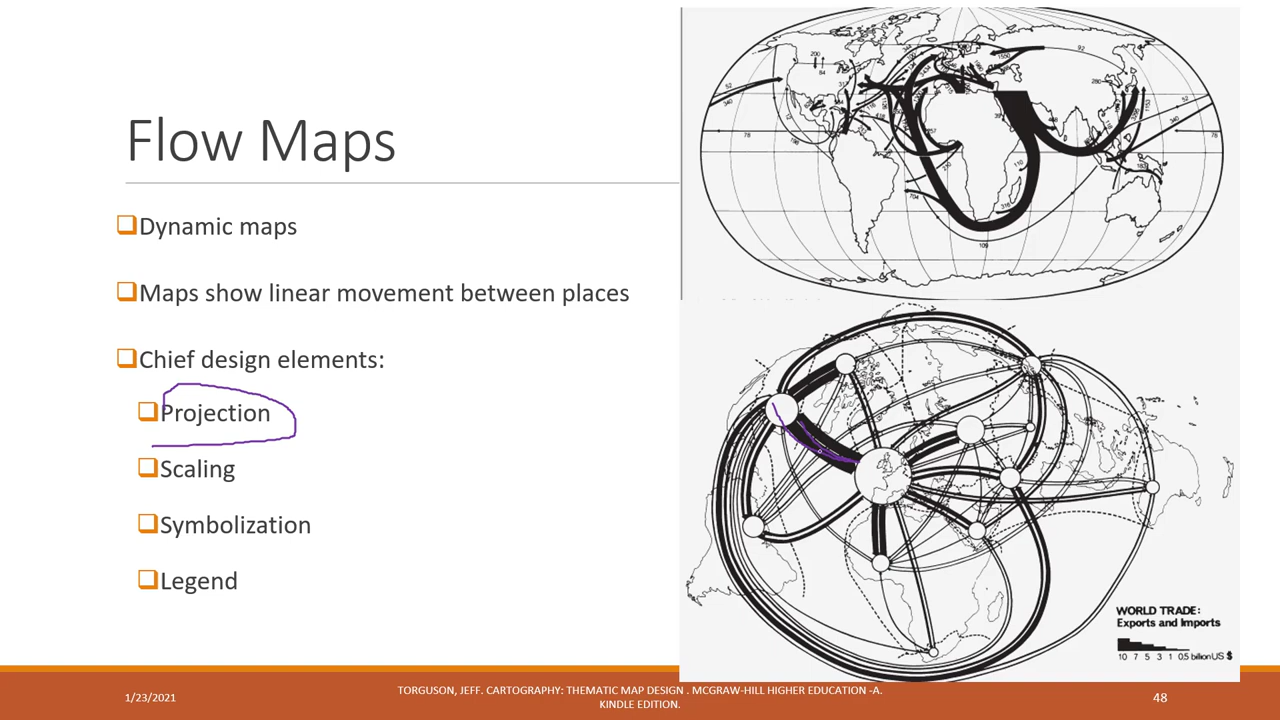 Flow Maps
Dynamic maps
Maps show linear movement between places
Chief design elements:
Projection
Scaling
Symbolization
Legend
WORLD TRADE:
Exports and Imports
10 7 5 3 1 0.5 billion US $
1/23/2021
TORGUSON, JEFF. CARTOGRAPHY: THEMATIC MAP DESIGN . MCGRAW-HILL HIGHER EDUCATION -A.
KINDLE EDITION.
48